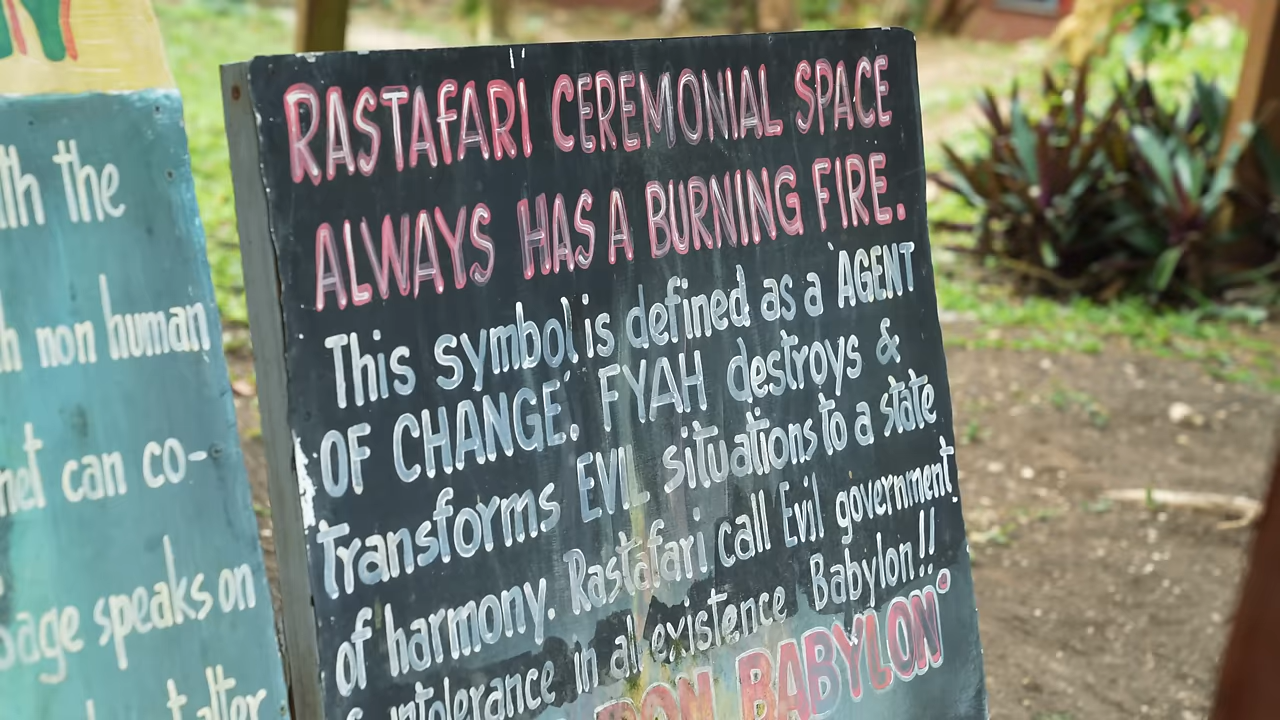 th the
non human
net can co-
speaks on
RASTAFARI CEREMONIAL SPACE
ALWAYS HAS A BURNING FIRE.
This symbol is defined as a 'AGENT
OF CHANGE'. FYAH destroys &
Transforms EVIL situations to a state
of harmony. Rastafari call Evil government
& intolerance in all existence Babylon!!
BABYLON"